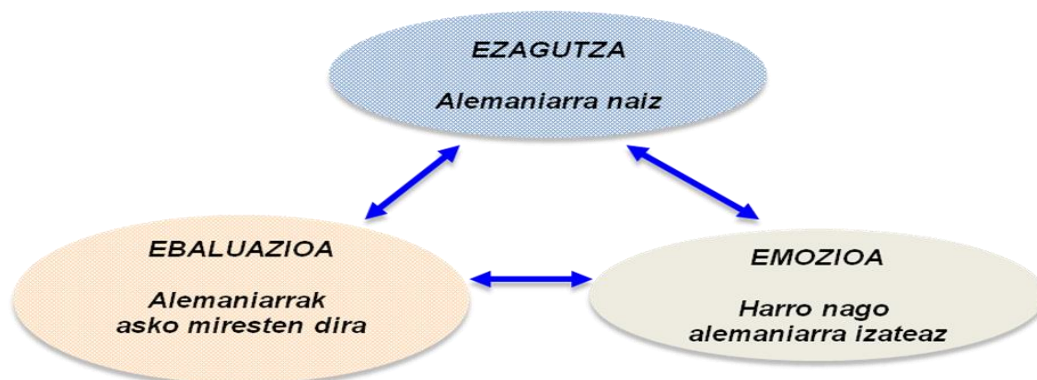 EZAGUTZA
Alemaniarra naiz
EBALUAZIOA
Alemaniarrak
asko miresten dira
EMOZIOA
Harro nago
alemaniarra izateaz